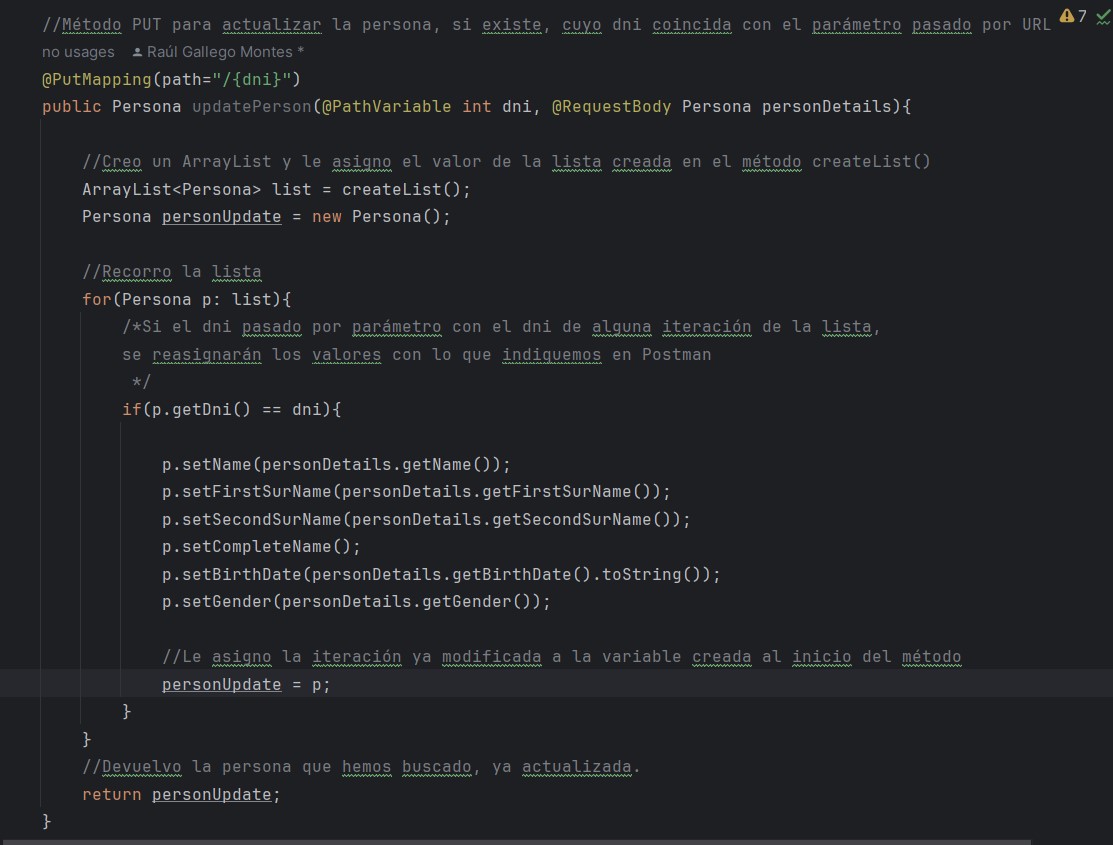 //Método PUT para actualizar la persona, si existe, cuyo dni coincida con el parámetro pasado por URL 7
no usages Raúl Gallego Montes *
@PutMapping(path="/{dni}")
public Persona updatePerson(@PathVariable int dni, @RequestBody Persona personDetails){
//Creo un ArrayList y le asigno el valor de la lista creada en el método createList()
ArrayList<Persona> list = createList();
Persona personUpdate = new Persona();
//Recorro la lista
for(Persona p: list){
/*Si el dni pasado por parámetro con el dni de alguna iteración de la lista,
se reasignarán los valores con lo que indiquemos en Postman
*/
if(p.getDni() == dni){
p.setName(personDetails.getName());
p.setFirstSurName(personDetails.getFirstSurName());
p.setSecondSurName(personDetails.getSecondSurName());
p.setCompleteName();
p.setBirthDate(personDetails.getBirthDate().toString());
p.setGender(personDetails.getGender());
//Le asigno la iteración ya modificada a la variable creada al inicio del método
personUpdate = p;
}
}
//Devuelvo la persona que hemos buscado, ya actualizada.
return personUpdate;
}